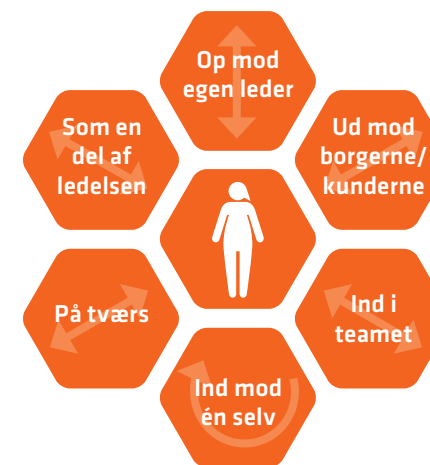 Op mod
egen leder
Som en
del af
ledelsen
Ud mod
borgerne/
kunderne
På tværs
Ind i
teamet
Ind mod
én selv